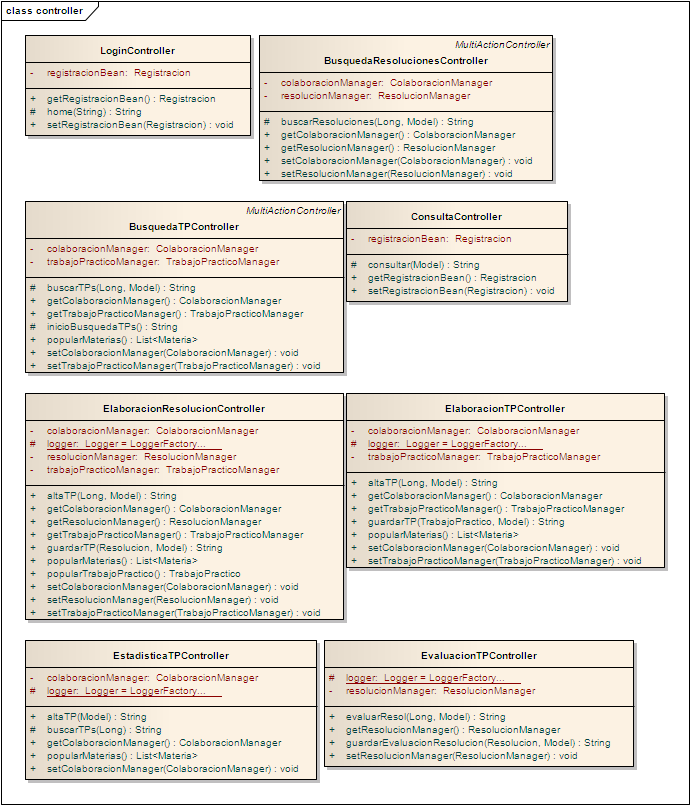 class controller
LoginController
- registracionBean: Registracion
+ getRegistracionBean() : Registracion
# home(String) : String
+ setRegistracionBean(Registracion) : void
MultiActionController
BusquedaResolucionesController
- colaboracionManager: ColaboracionManager
- resolucionManager: ResolucionManager
# buscarResoluciones(Long, Model) : String
+ getColaboracionManager() : ColaboracionManager
+ getResolucionManager() : ResolucionManager
+ setColaboracionManager(ColaboracionManager) : void
+ setResolucionManager(ResolucionManager) : void
MultiActionController
BusquedaTPController
- colaboracionManager: ColaboracionManager
- trabajoPracticoManager: TrabajoPracticoManager
# buscarTPs(Long, Model) : String
+ getColaboracionManager() : ColaboracionManager
+ getTrabajoPracticoManager() : TrabajoPracticoManager
# inicioBusquedaTPs() : String
+ popularMaterias() : List<Materia>
+ setColaboracionManager(ColaboracionManager) : void
+ setTrabajoPracticoManager(TrabajoPracticoManager) : void
ConsultaController
- registracionBean: Registracion
# consultar(Model) : String
+ getRegistracionBean() : Registracion
+ setRegistracionBean(Registracion) : void
ElaboracionResolucionController
- colaboracionManager: ColaboracionManager
# logger: Logger = LoggerFactory...
- resolucionManager: ResolucionManager
- trabajoPracticoManager: TrabajoPracticoManager
+ altaTP(Long, Model) : String
+ getColaboracionManager() : ColaboracionManager
+ getResolucionManager() : ResolucionManager
+ getTrabajoPracticoManager() : TrabajoPracticoManager
+ guardarTP(Resolucion, Model) : String
+ popularMaterias() : List<Materia>
+ popularTrabajoPractico() : TrabajoPractico
+ setColaboracionManager(ColaboracionManager) : void
+ setResolucionManager(ResolucionManager) : void
+ setTrabajoPracticoManager(TrabajoPracticoManager) : void
ElaboracionTPController
- colaboracionManager: ColaboracionManager
# logger: Logger = LoggerFactory...
- trabajoPracticoManager: TrabajoPracticoManager
+ altaTP(Long, Model) : String
+ getColaboracionManager() : ColaboracionManager
+ getTrabajoPracticoManager() : TrabajoPracticoManager
+ guardarTP(TrabajoPractico, Model) : String
+ popularMaterias() : List<Materia>
+ setColaboracionManager(ColaboracionManager) : void
+ setTrabajoPracticoManager(TrabajoPracticoManager) : void
EstadisticaTPController
- colaboracionManager: ColaboracionManager
# logger: Logger = LoggerFactory...
+ altaTP(Model) : String
# buscarTPs(Long) : String
+ getColaboracionManager() : ColaboracionManager
+ popularMaterias() : List<Materia>
+ setColaboracionManager(ColaboracionManager) : void
EvaluacionTPController
# logger: Logger = LoggerFactory...
- resolucionManager: ResolucionManager
+ evaluarResol(Long, Model) : String
+ getResolucionManager() : ResolucionManager
+ guardarEvaluacionResolucion(Resolucion, Model) : String
+ setResolucionManager(ResolucionManager) : void